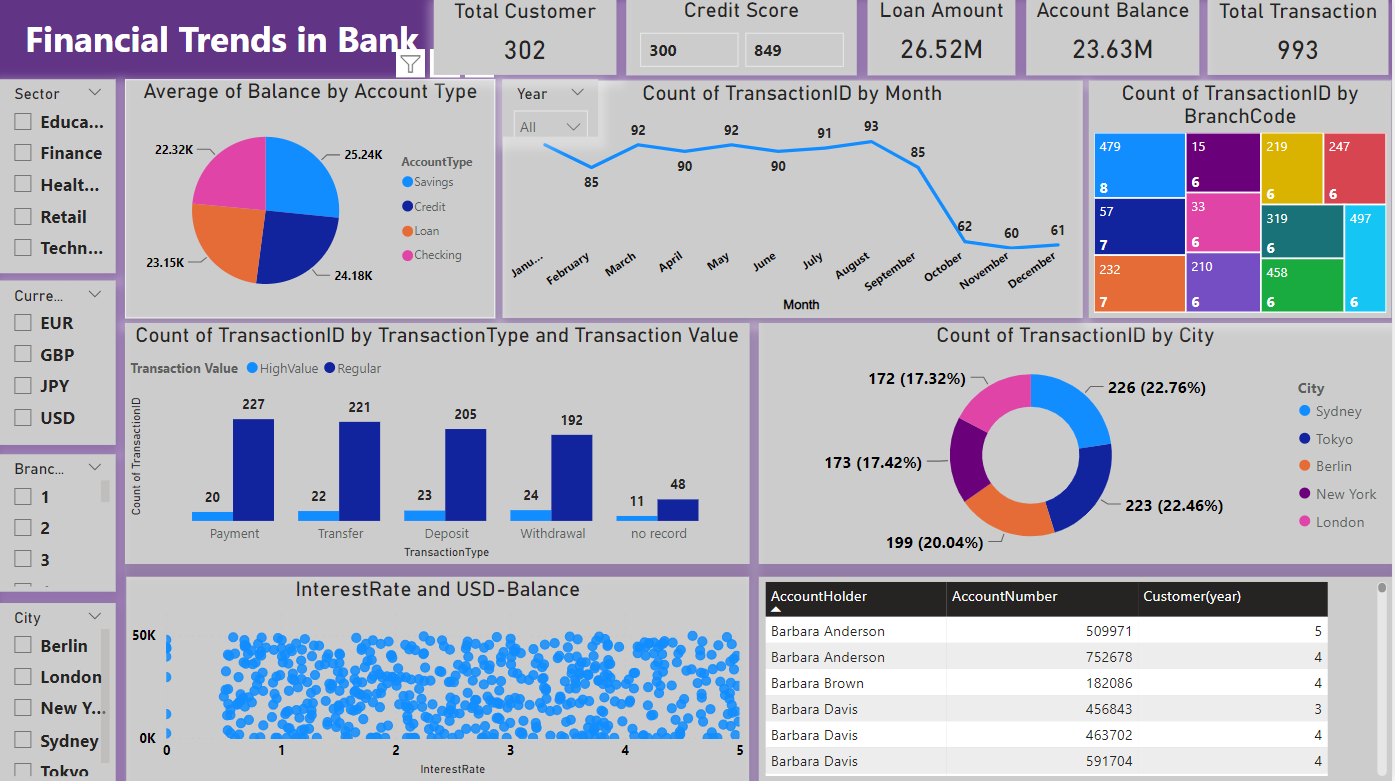 Financial Trends in Bank
Total Customer
302
Credit Score
300
849
Loan Amount
26.52M
Account Balance
23.63M
Total Transaction
993
Sector
Educa...
Finance
Healt...
Retail
Techn...
Curre...
EUR
GBP
JPY
USD
Branc...
1
2
3
City
Berlin
London
New Y...
Sydney
Tokyo
Average of Balance by Account Type
22.32K
25.24K
23.15K
24.18K
AccountType
Savings
Credit
Loan
Checking
Year
All
Count of TransactionID by Month
85
92
90
92
90
91
93
85
62
60
61
Janu...
February
March
April
May
June
July
August
September
October
November
December
Month
Count of TransactionID by
BranchCode
479
8
57
7
232
7
15
6
33
6
210
6
219
6
247
6
319
6
458
6
497
6
Count of TransactionID by TransactionType and Transaction Value
Transaction Value
HighValue
Regular
Count of TransactionID
20
227
22
221
23
205
24
192
11
48
Payment
Transfer
Deposit
Withdrawal
no record
TransactionType
Count of TransactionID by City
172 (17.32%)
226 (22.76%)
173 (17.42%)
223 (22.46%)
199 (20.04%)
City
Sydney
Tokyo
Berlin
New York
London
InterestRate and USD-Balance
50K
0K
0
1
2
3
4
5
InterestRate
AccountHolder AccountNumber Customer(year)
Barbara Anderson 509971 5
Barbara Anderson 752678 4
Barbara Brown 182086 4
Barbara Davis 456843 3
Barbara Davis 463702 4
Barbara Davis 591704 4